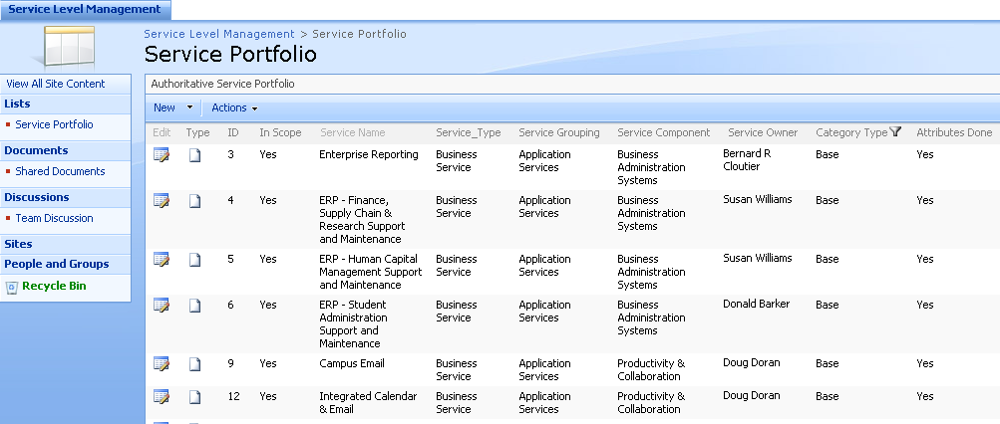 Service Level Management
Service Level Management > Service Portfolio
Service Portfolio
View All Site Content
Lists
Service Portfolio
Documents
Shared Documents
Discussions
Team Discussion
Sites
People and Groups
Recycle Bin
Authoritative Service Portfolio
New Actions
Edit Type ID In Scope Service Name Service_Type Service Grouping Service Component Service Owner Category Type Attributes Done
3 Yes Enterprise Reporting Business Application Business Bernard R Base Yes
Service Services Administration Cloutier
Systems
4 Yes ERP - Finance, Business Application Business Susan Williams Base Yes
Supply Chain & Service Services Administration
Research Support Systems
and Maintenance
5 Yes ERP - Human Capital Business Application Business Susan Williams Base Yes
Management Support Service Services Administration
and Maintenance Systems
6 Yes ERP - Student Business Application Business Donald Barker Base Yes
Administration Service Services Administration
Support and Systems
Maintenance
9 Yes Campus Email Business Application Productivity & Doug Doran Base Yes
Service Services Collaboration
12 Yes Integrated Calendar Business Application Productivity & Doug Doran Base Yes
& Email Service Services Collaboration